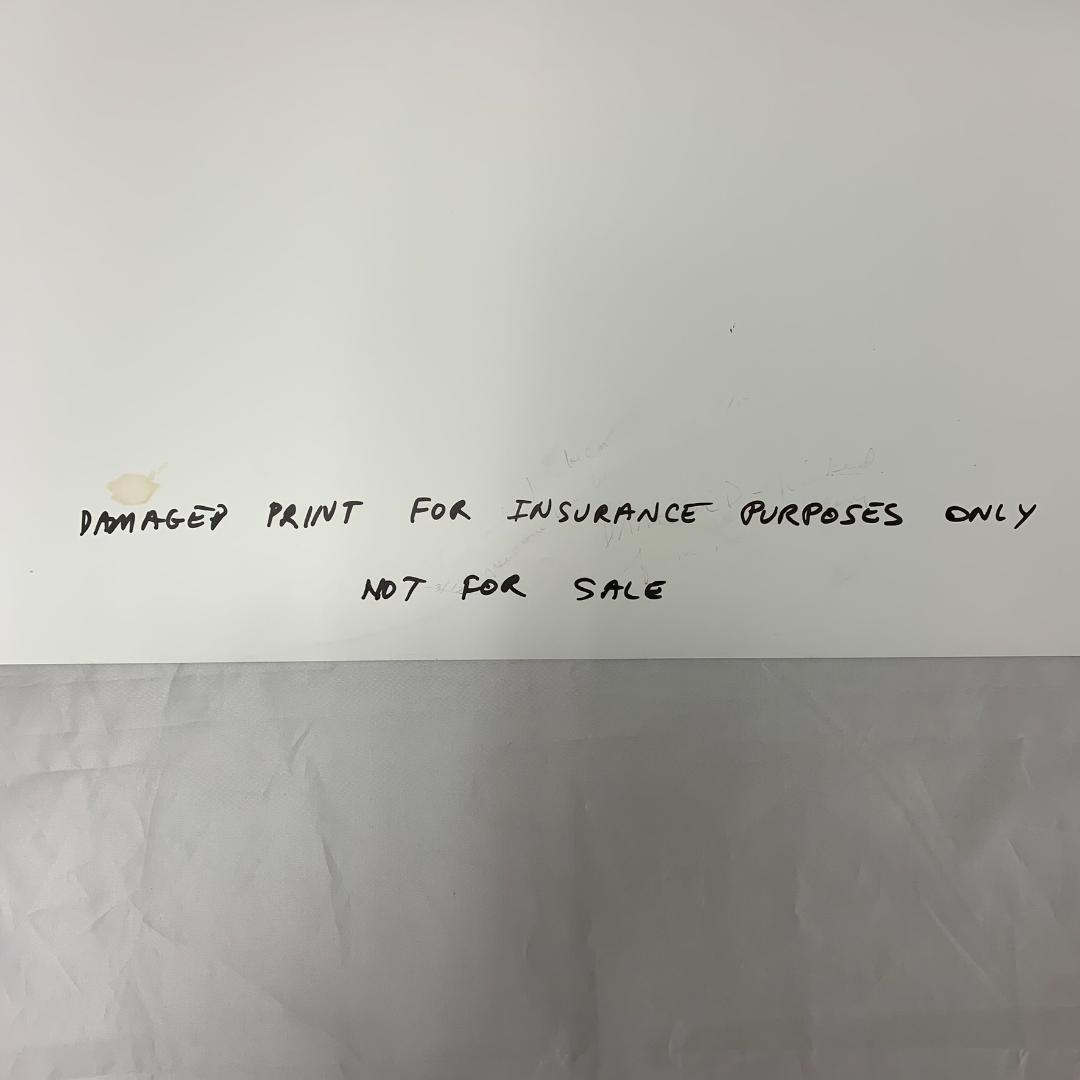 DAMAGED PRINT FOR INSURANCE PURPOSES ONLY
NOT FOR SALE